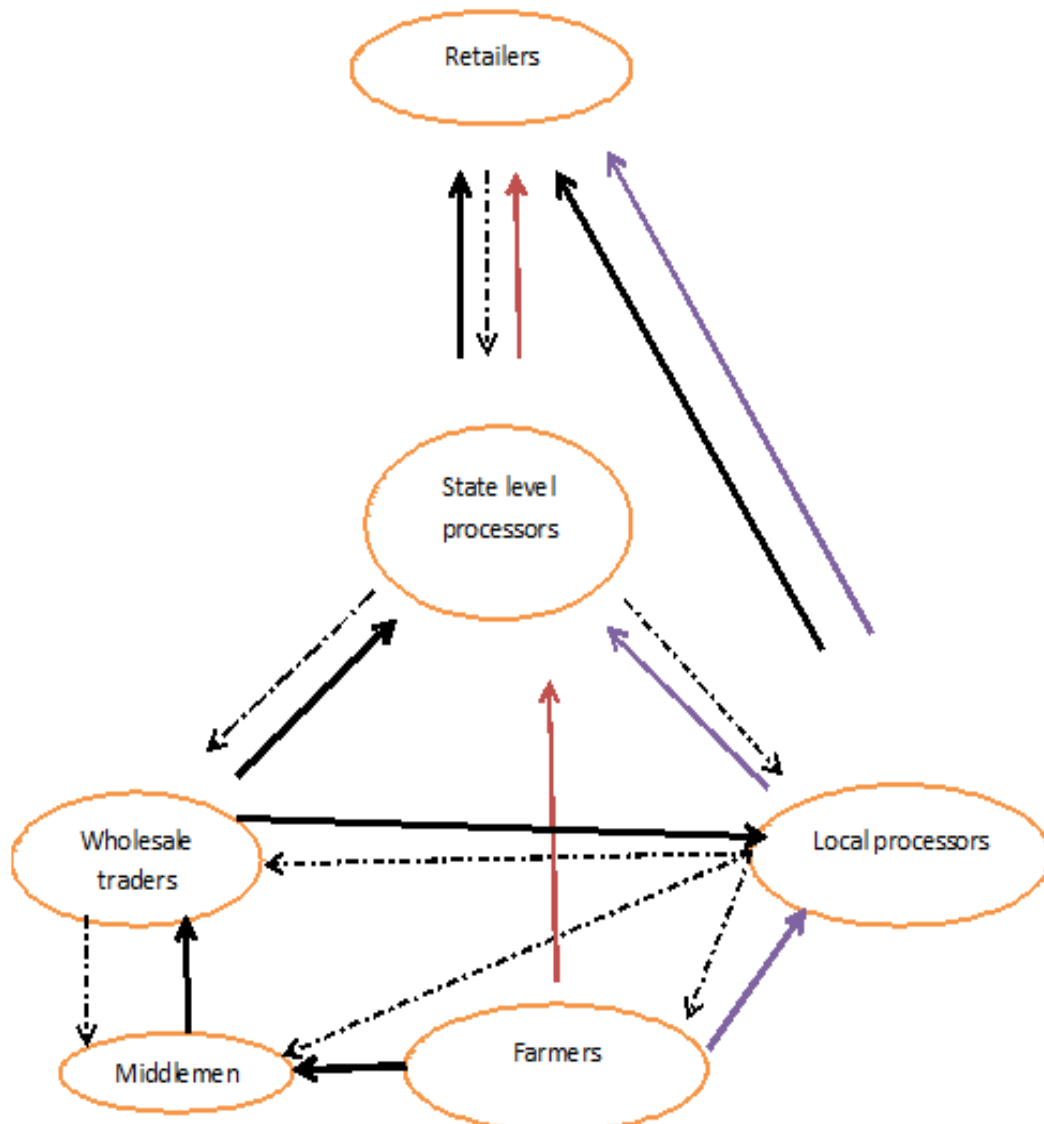 Retailers
State level
processors
Wholesale
traders
Local processors
Middlemen
Farmers